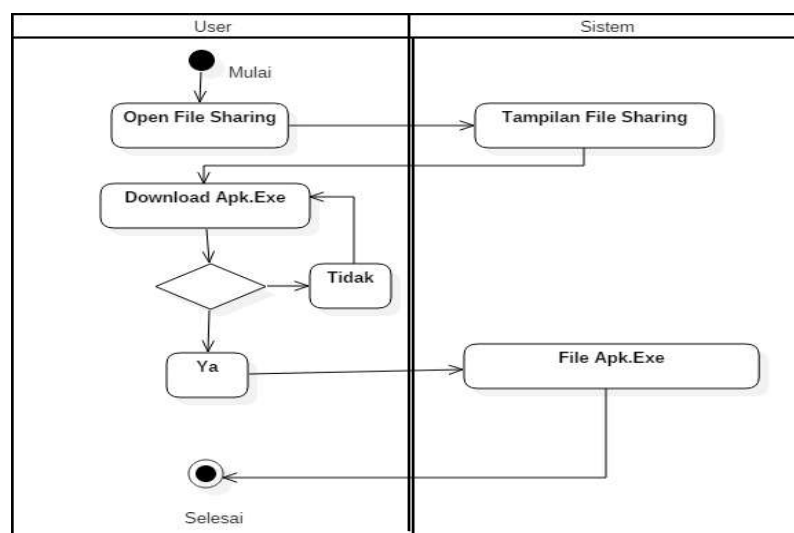 User
Sistem
Mulai
Open File Sharing
Tampilan File Sharing
Download Apk.Exe
Tidak
Ya
File Apk.Exe
Selesai